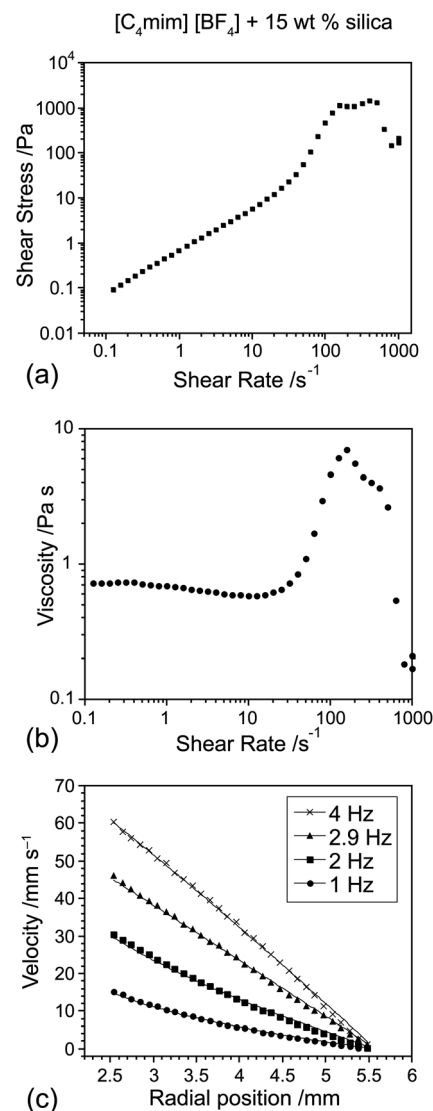 [C₄mim] [BF₄] + 15 wt % silica
10000
1000
100
10
1
0.1
0.01
Shear Stress /Pa
0.1 1 10 100 1000
Shear Rate /s⁻¹
(a)
10
1
0.1
Viscosity /Pa s
0.1 1 10 100 1000
Shear Rate /s⁻¹
(b)
70
60
50
40
30
20
10
0
Velocity /mm s⁻¹
4 Hz
2.9 Hz
2 Hz
1 Hz
2.5 3 3.5 4 4.5 5 5.5 6
Radial position /mm
(c)